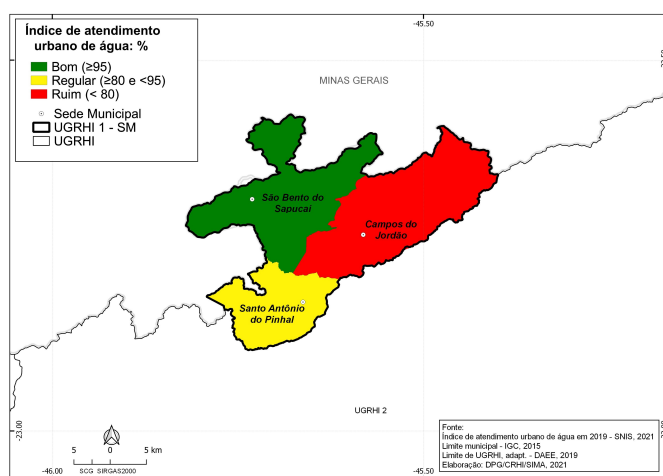 -45.50
Índice de atendimento
urbano de água: %
Bom (≥95)
Regular (≥80 e <95)
Ruim (< 80)
Sede Municipal
UGRHI 1 - SM
UGRHI
MINAS GERAIS
São Bento do
Sapucaí
Campos do
Jordão
Santo Antônio
do Pinhal
UGRHI 2
-23.00
5 0 5 km
SCG SIRGAS2000
-46.00
-45.50
Fonte:
Índice de atendimento urbano de água em 2019 - SNIS, 2021
Limite municipal - IGC, 2015
Limite de UGRHI, adapt. - DAEE, 2019
Elaboração: DPG/CRHI/SIMA, 2021